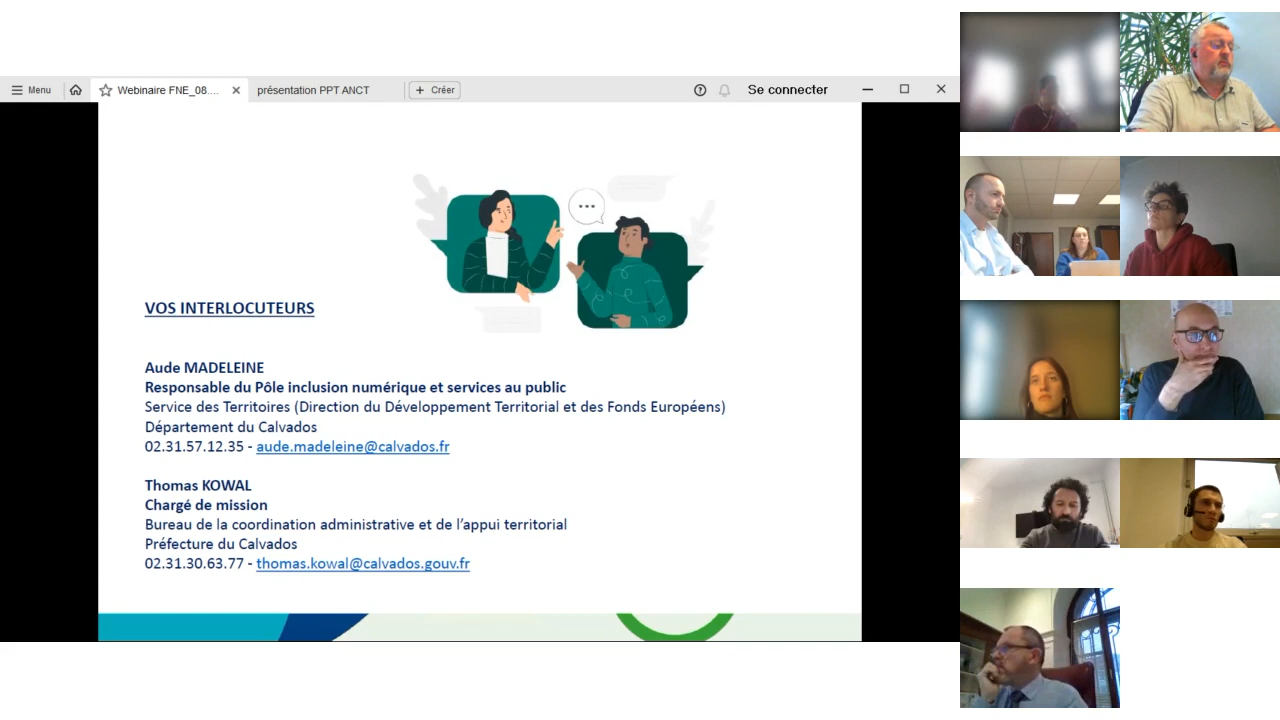 Menu
Webinaire FNE_08....
présentation PPT ANCT
Créer
Se connecter
VOS INTERLOCUTEURS
Aude MADELEINE
Responsable du Pôle inclusion numérique et services au public
Service des Territoires (Direction du Développement Territorial et des Fonds Européens)
Département du Calvados
02.31.57.12.35 - aude.madeleine@calvados.fr
Thomas KOWAL
Chargé de mission
Bureau de la coordination administrative et de l’appui territorial
Préfecture du Calvados
02.31.30.63.77 - thomas.kowal@calvados.gouv.fr